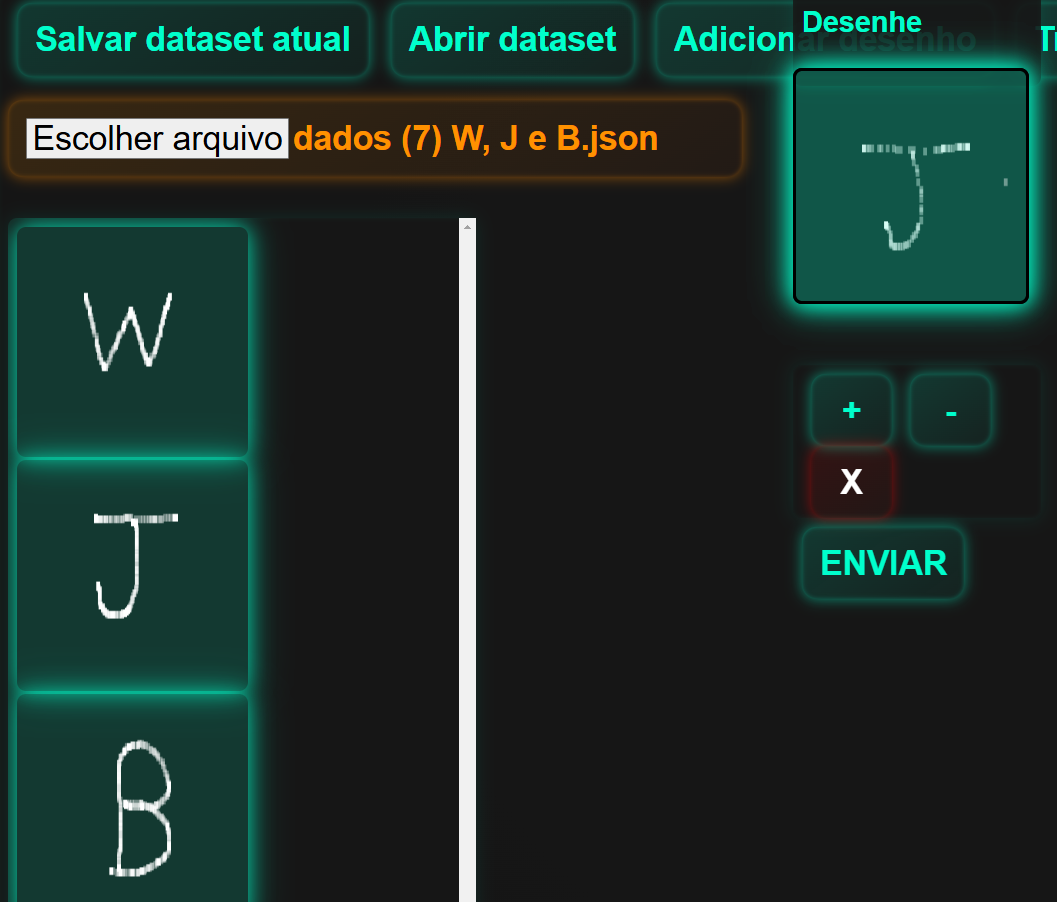 Salvar dataset atual
Abrir dataset
Adicionar desenho
Desenhe
Escolher arquivo dados (7) W, J e B.json
J
W
J
B
+
-
X
ENVIAR